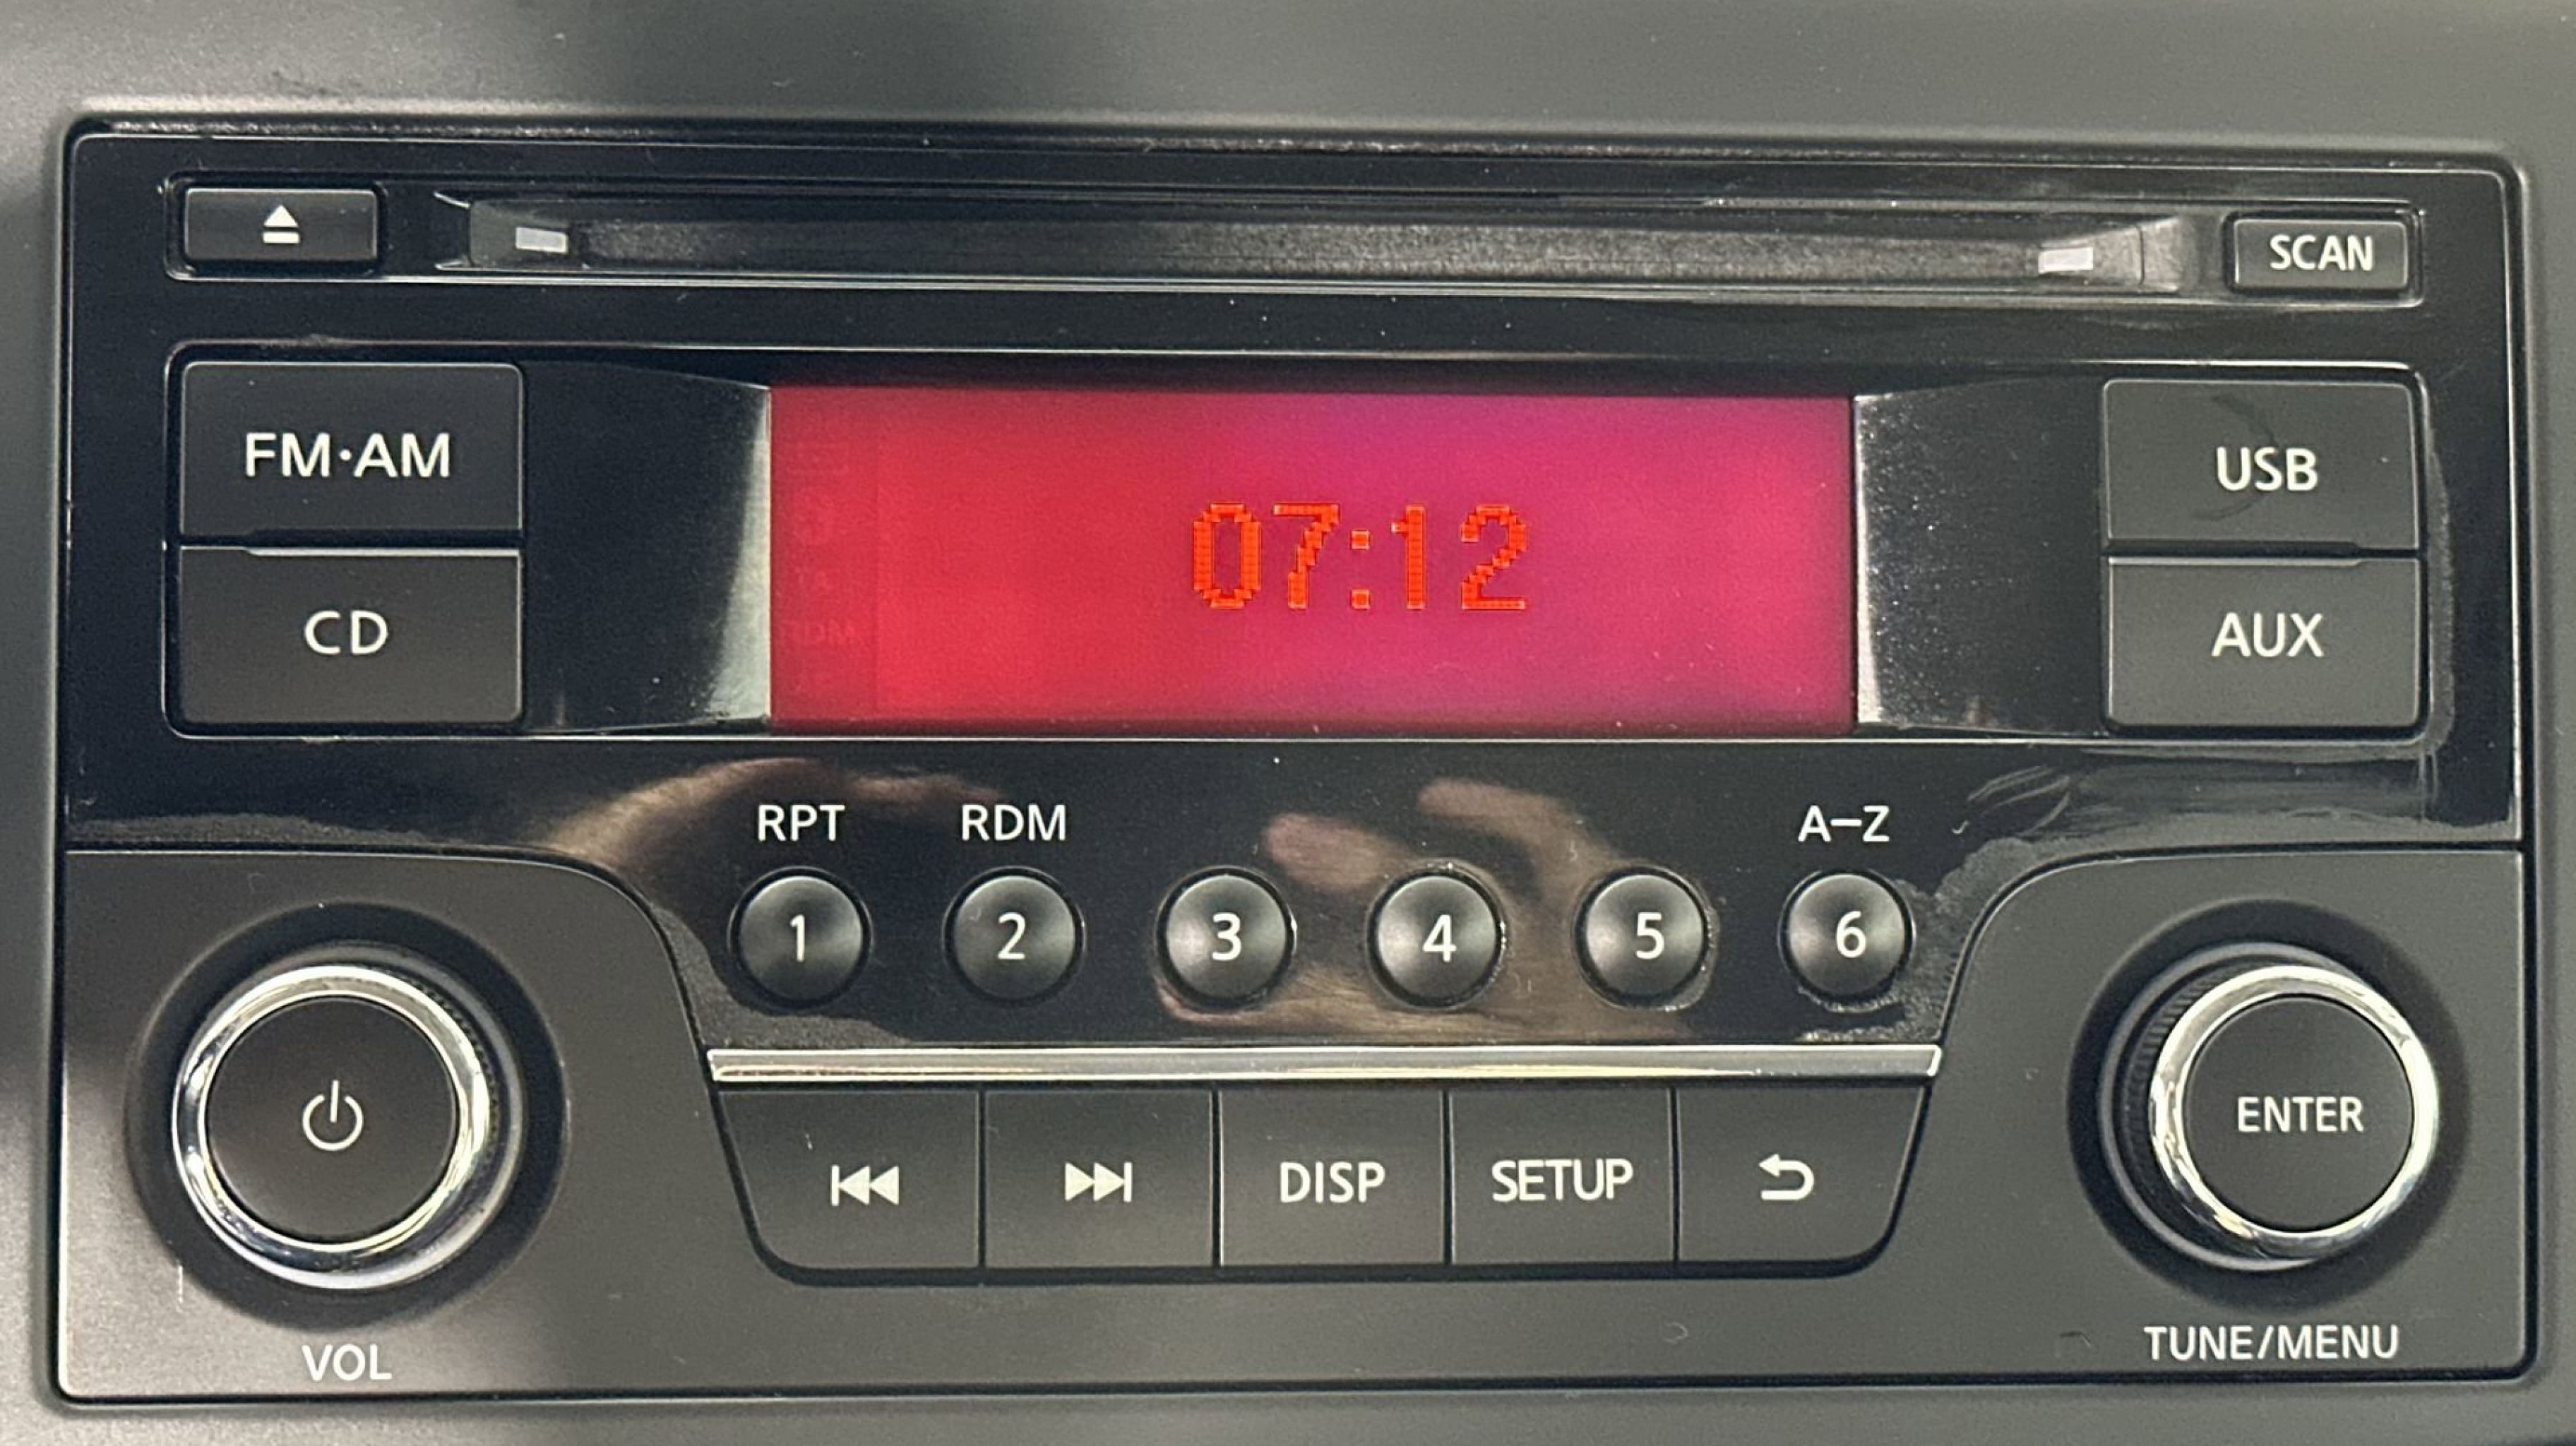 SCAN
FM·AM
USB
07:12
CD
AUX
RPT RDM A-Z
1 2 3 4 5 6
ENTER
DISP SETUP
VOL
TUNE/MENU